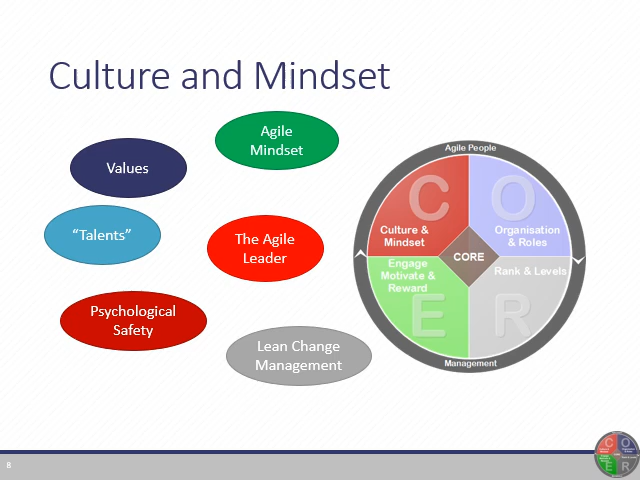 Culture and Mindset
Agile
Mindset
Values
“Talents”
The Agile
Leader
Psychological
Safety
Lean Change
Management
Agile People
C
O
Culture &
Mindset
Organisation
& Roles
CORE
Engage
Motivate &
Reward
Rank & Levels
E
R
Management
8
C
O
E
R